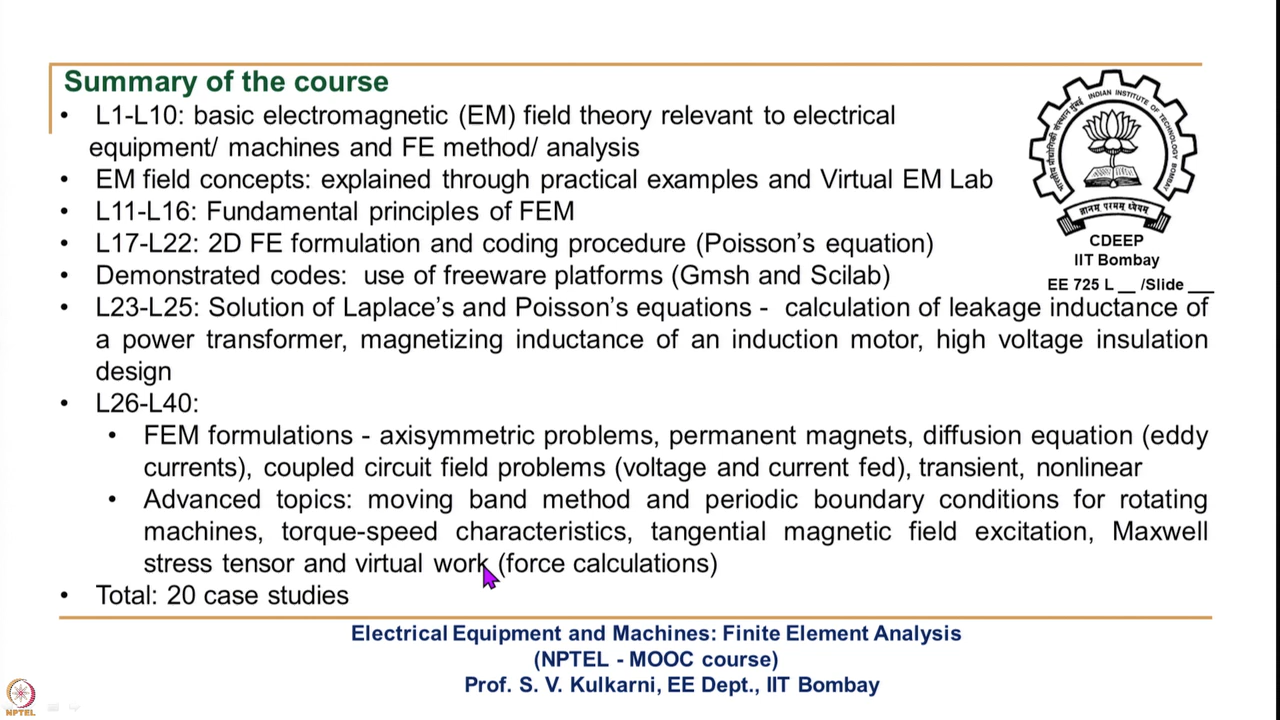 Summary of the course
• L1-L10: basic electromagnetic (EM) field theory relevant to electrical
equipment/ machines and FE method/ analysis
• EM field concepts: explained through practical examples and Virtual EM Lab
• L11-L16: Fundamental principles of FEM
• L17-L22: 2D FE formulation and coding procedure (Poisson's equation)
• Demonstrated codes: use of freeware platforms (Gmsh and Scilab)
• L23-L25: Solution of Laplace's and Poisson's equations - calculation of leakage inductance of
a power transformer, magnetizing inductance of an induction motor, high voltage insulation
design
• L26-L40:
• FEM formulations - axisymmetric problems, permanent magnets, diffusion equation (eddy
currents), coupled circuit field problems (voltage and current fed), transient, nonlinear
• Advanced topics: moving band method and periodic boundary conditions for rotating
machines, torque-speed characteristics, tangential magnetic field excitation, Maxwell
stress tensor and virtual work (force calculations)
• Total: 20 case studies
भारतीय प्रौद्योगिकी संस्थान मुंबई
INDIAN INSTITUTE OF TECHNOLOGY BOMBAY
ज्ञानम् परमम् ध्येयम्
CDEEP
IIT Bombay
EE 725 L __ /Slide ___
Electrical Equipment and Machines: Finite Element Analysis
(NPTEL - MOOC course)
Prof. S. V. Kulkarni, EE Dept., IIT Bombay
NPTEL